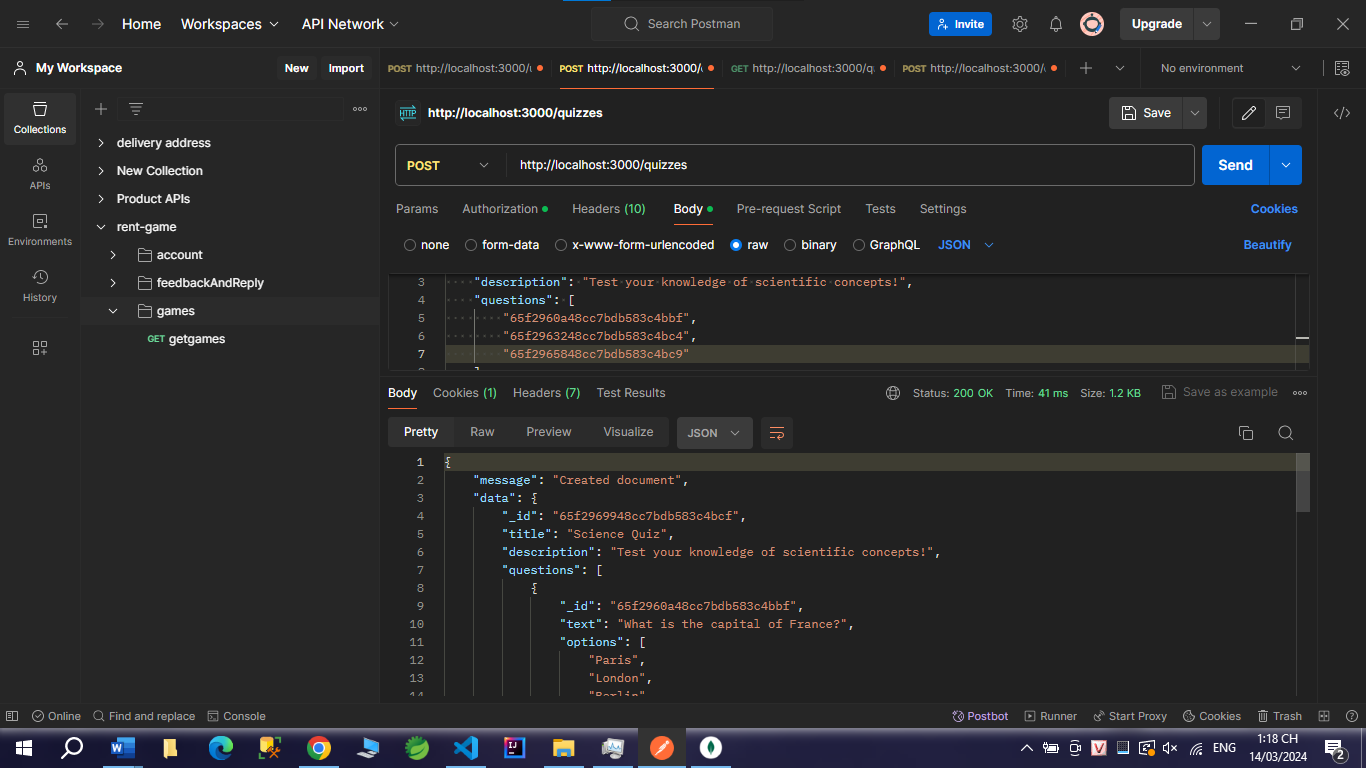 Home
Workspaces
API Network
Search Postman
Invite
Upgrade
My Workspace
New
Import
POST http://localhost:3000/
POST http://localhost:3000/
GET http://localhost:3000/q
POST http://localhost:3000/
No environment
Collections
APIs
Environments
History
delivery address
New Collection
Product APIs
rent-game
account
feedbackAndReply
games
GET getgames
HTTP http://localhost:3000/quizzes
Save
POST
http://localhost:3000/quizzes
Send
Params
Authorization
Headers (10)
Body
Pre-request Script
Tests
Settings
Cookies
none
form-data
x-www-form-urlencoded
raw
binary
GraphQL
JSON
Beautify
3 "description": "Test your knowledge of scientific concepts!",
4 "questions": [
5 "65f2960a48cc7bdb583c4bbf",
6 "65f2963248cc7bdb583c4bc4",
7 "65f2965848cc7bdb583c4bc9"
Body
Cookies (1)
Headers (7)
Test Results
Status: 200 OK
Time: 41 ms
Size: 1.2 KB
Save as example
Pretty
Raw
Preview
Visualize
JSON
1 {
2 "message": "Created document",
3 "data": {
4 "_id": "65f2969948cc7bdb583c4bcf",
5 "title": "Science Quiz",
6 "description": "Test your knowledge of scientific concepts!",
7 "questions": [
8 {
9 "_id": "65f2960a48cc7bdb583c4bbf",
10 "text": "What is the capital of France?",
11 "options": [
12 "Paris",
13 "London",
14 "Berlin"
Online
Find and replace
Console
Postbot
Runner
Start Proxy
Cookies
Trash
ENG
1:18 CH
14/03/2024
2